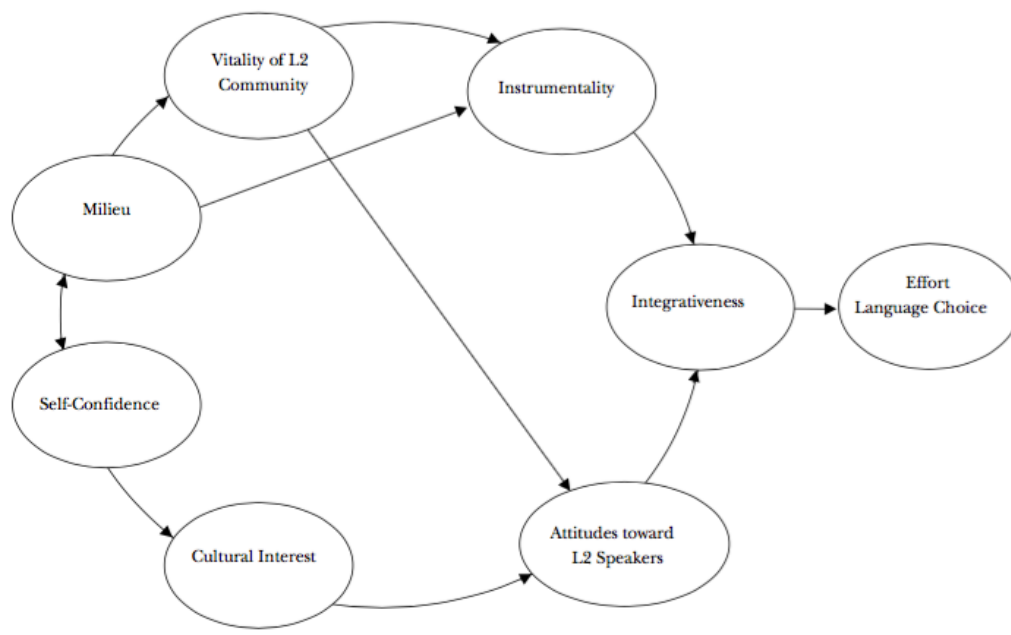 Vitality of L2
Community
Instrumentality
Milieu
Integrativeness
Effort
Language Choice
Self-Confidence
Cultural Interest
Attitudes toward
L2 Speakers